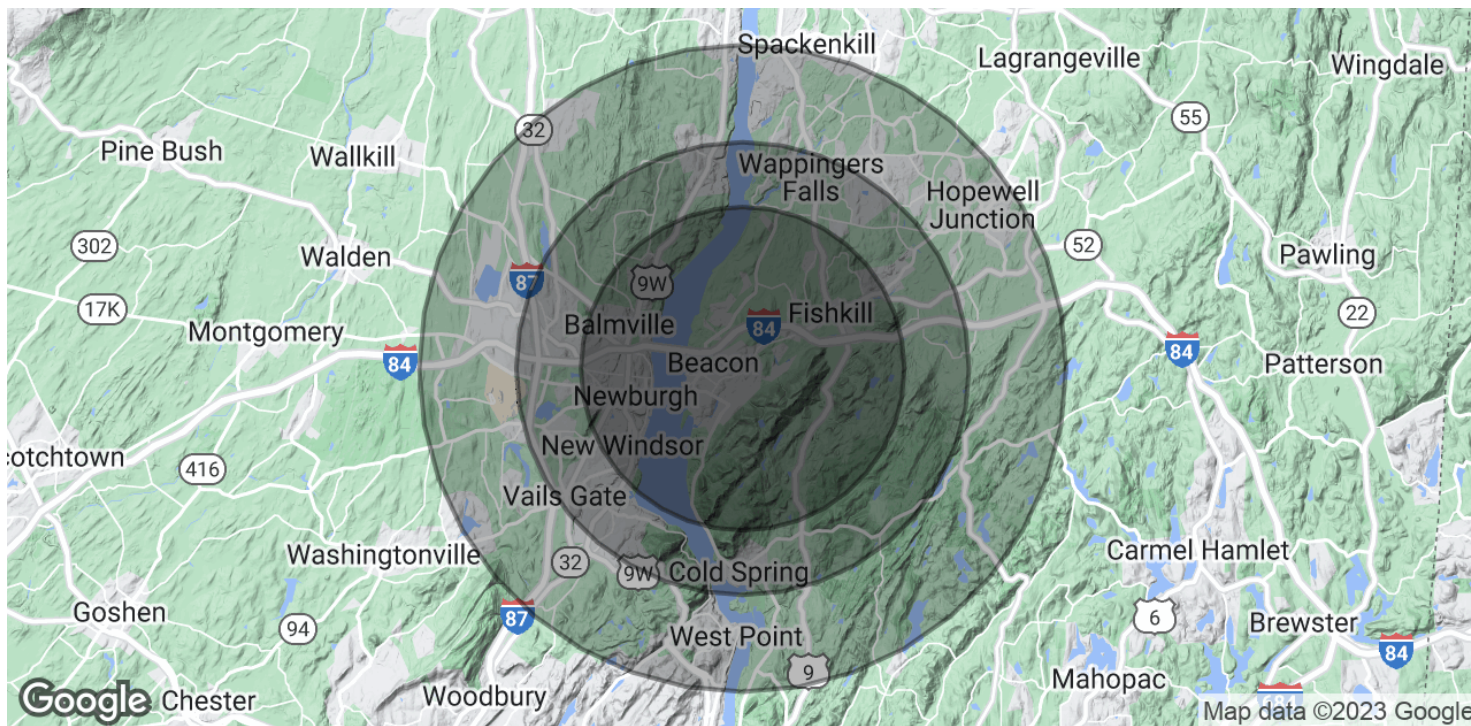 Spackenkill
Lagrangeville
Wingdale
55
32
Pine Bush
Wallkill
Wappingers
Falls
Hopewell
Junction
302
52
Walden
Pawling
87
9W
17K
22
Fishkill
Balmville
84
Montgomery
84
84
Beacon
Patterson
Newburgh
New Windsor
cotchtown
416
Vails Gate
Washingtonville
32
9W
Cold Spring
Carmel Hamlet
Goshen
87
6
94
Brewster
West Point
84
9
Mahopac
Woodbury
Chester
Google
Map data ©2023 Google